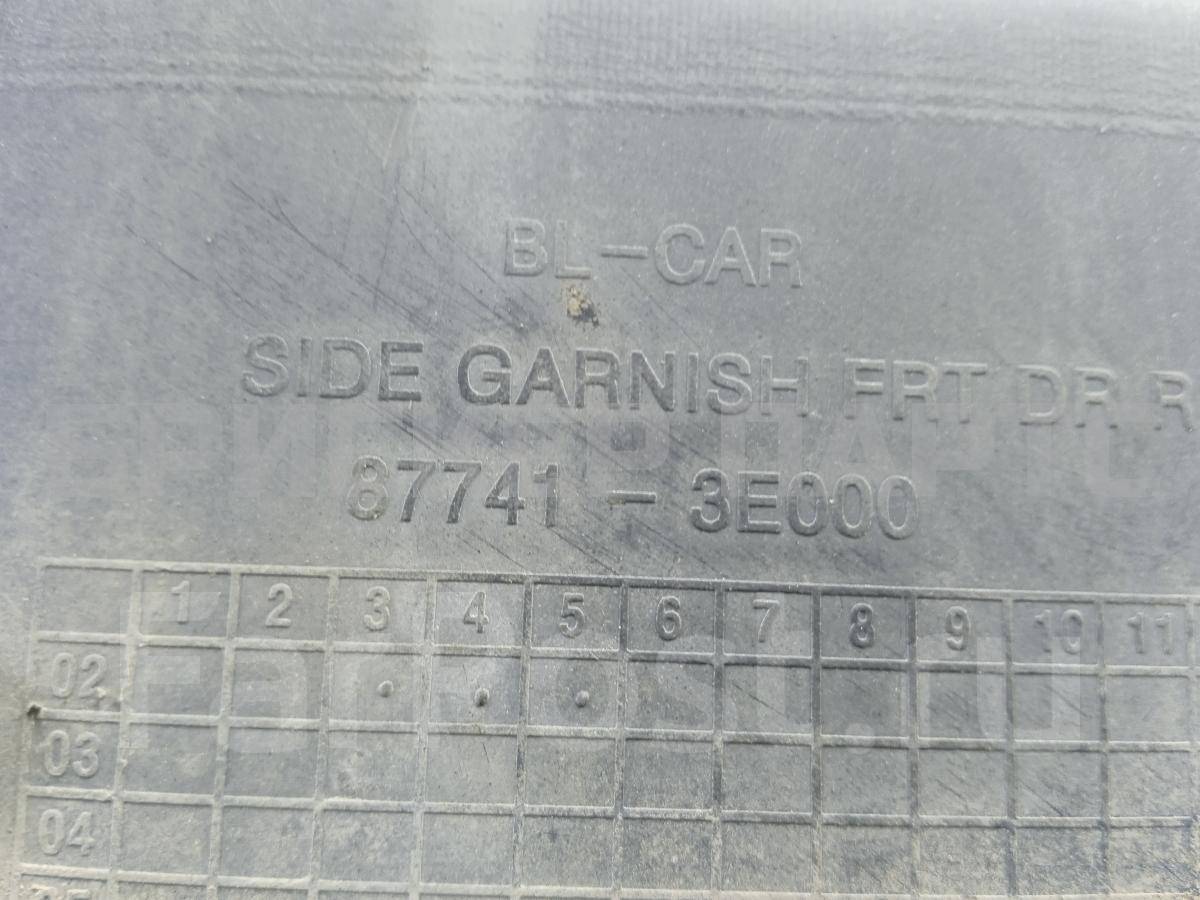 BL-CAR
SIDE GARNISH, FRT DR R
87741-3E000
1 2 3 4 5 6 7 8 9 10 11
02
03
04